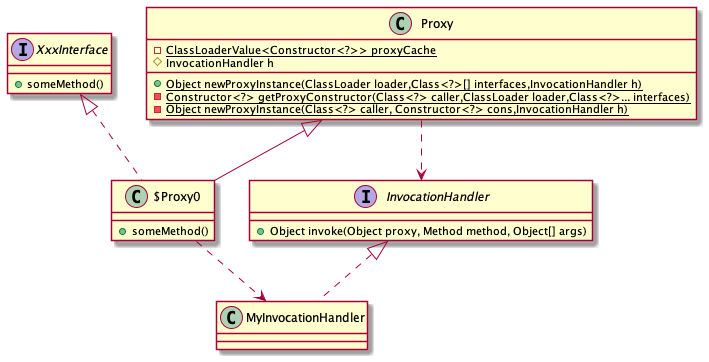 I XxxInterface
someMethod()
C Proxy
ClassLoaderValue<Constructor<?>> proxyCache
InvocationHandler h
Object newProxyInstance(ClassLoader loader,Class<?>[] interfaces,InvocationHandler h)
Constructor<?> getProxyConstructor(Class<?> caller,ClassLoader loader,Class<?>... interfaces)
Object newProxyInstance(Class<?> caller, Constructor<?> cons,InvocationHandler h)
C $Proxy0
someMethod()
I InvocationHandler
Object invoke(Object proxy, Method method, Object[] args)
C MyInvocationHandler